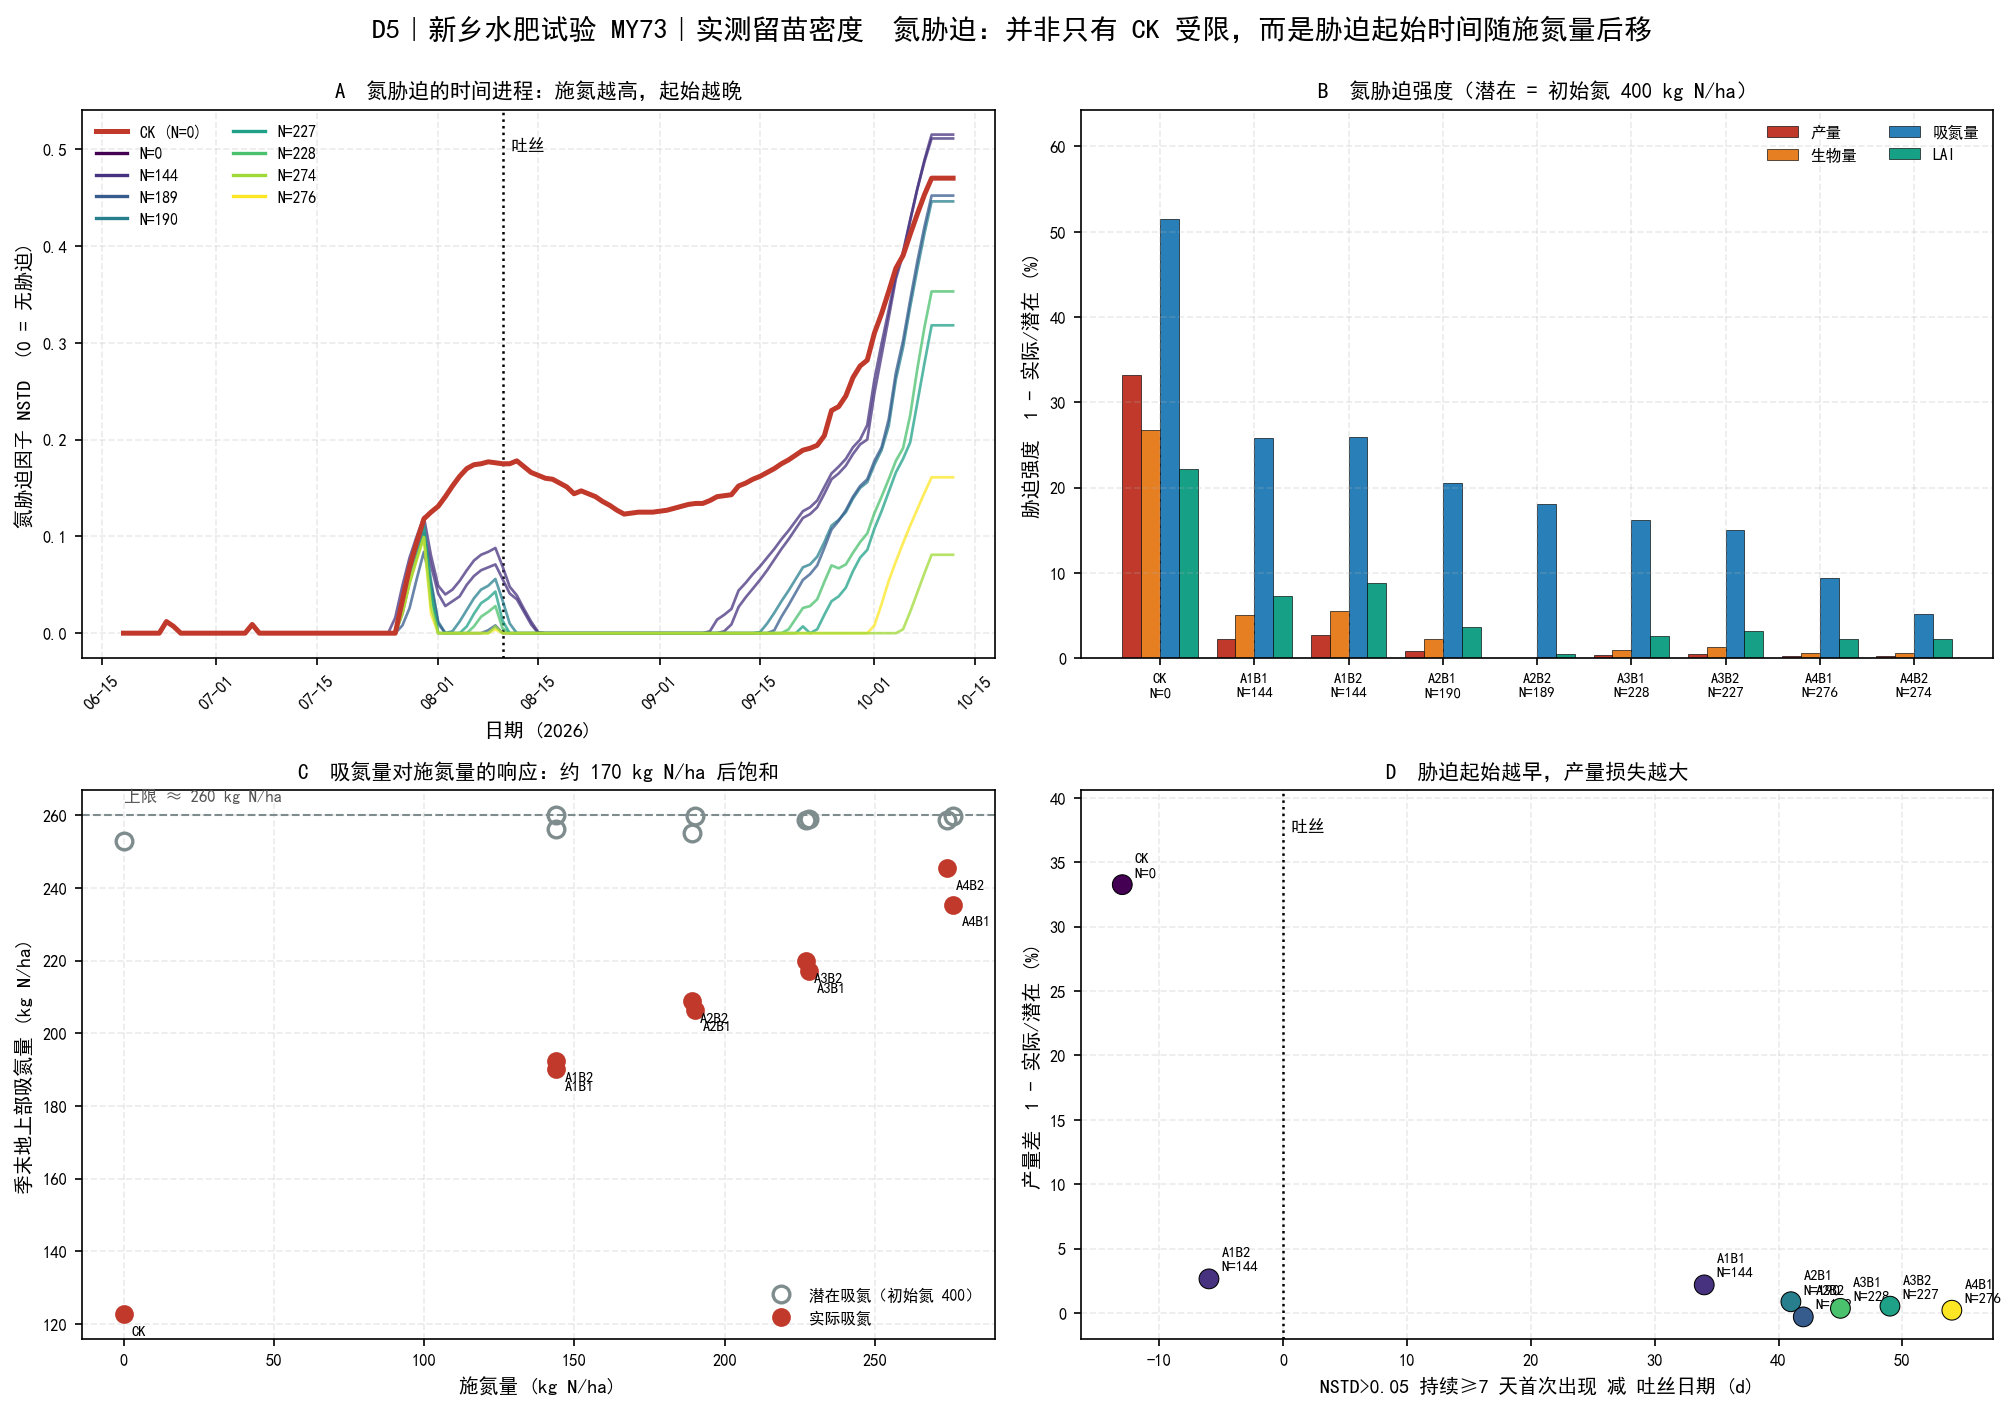 D5｜新乡水肥试验 MY73｜实测留苗密度  氮胁迫：并非只有 CK 受限，而是胁迫起始时间随施氮量后移
A  氮胁迫的时间进程：施氮越高，起始越晚
氮胁迫因子 NSTD （0 = 无胁迫）
0.5
0.4
0.3
0.2
0.1
0.0
CK (N=0)
N=0
N=144
N=189
N=190
N=227
N=228
N=274
N=276
吐丝
06-15
07-01
07-15
08-01
08-15
09-01
09-15
10-01
10-15
日期 (2026)
B  氮胁迫强度（潜在 = 初始氮 400 kg N/ha）
胁迫强度  1 - 实际/潜在 (%)
60
50
40
30
20
10
0
产量
生物量
吸氮量
LAI
CK
N=0
A1B1
N=144
A1B2
N=144
A2B1
N=190
A2B2
N=189
A3B1
N=228
A3B2
N=227
A4B1
N=276
A4B2
N=274
C  吸氮量对施氮量的响应：约 170 kg N/ha 后饱和
季末地上部吸氮量 (kg N/ha)
260
240
220
200
180
160
140
120
上限 ≈ 260 kg N/ha
A4B2
A4B1
A3B2
A3B1
A2B2
A2B1
A1B2
A1B1
CK
潜在吸氮（初始氮 400）
实际吸氮
0
50
100
150
200
250
施氮量 (kg N/ha)
D  胁迫起始越早，产量损失越大
产量差  1 - 实际/潜在 (%)
40
35
30
25
20
15
10
5
0
吐丝
CK
N=0
A1B2
N=144
A1B1
N=144
A2B1
A3B1
N=228
A3B2
N=227
A4B1
N=276
-10
0
10
20
30
40
50
NSTD>0.05 持续≥7 天首次出现 减 吐丝日期 (d)